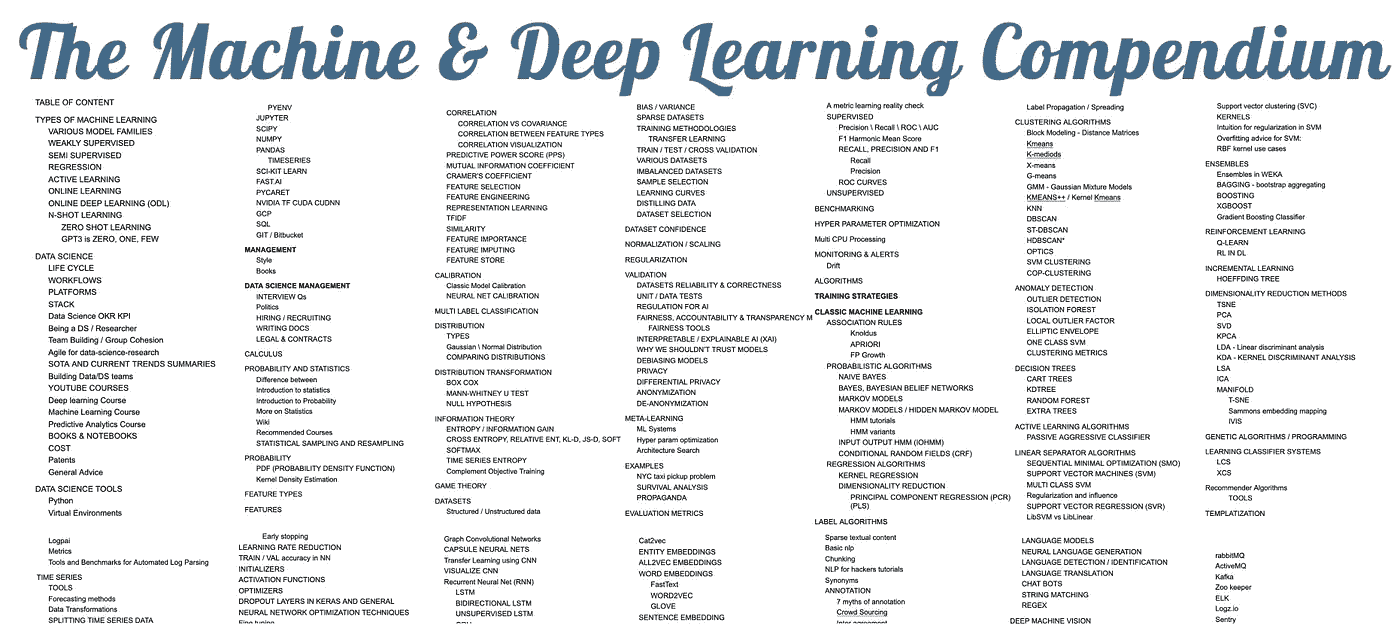 The Machine & Deep Learning Compendium
TABLE OF CONTENT
TYPES OF MACHINE LEARNING
VARIOUS MODEL FAMILIES
WEAKLY SUPERVISED
SEMI SUPERVISED
REGRESSION
ACTIVE LEARNING
ONLINE LEARNING
ONLINE DEEP LEARNING (ODL)
N-SHOT LEARNING
ZERO SHOT LEARNING
GPT3 is ZERO, ONE, FEW
DATA SCIENCE
LIFE CYCLE
WORKFLOWS
PLATFORMS
STACK
Data Science OKR KPI
Being a DS / Researcher
Team Building / Group Cohesion
Agile for data-science-research
SOTA AND CURRENT TRENDS SUMMARIES
Building Data/DS teams
YOUTUBE COURSES
Deep learning Course
Machine Learning Course
Predictive Analytics Course
BOOKS & NOTEBOOKS
COST
Patents
General Advice
DATA SCIENCE TOOLS
Python
Virtual Environments
PYENV
JUPYTER
SCIPY
NUMPY
PANDAS
TIMESERIES
SCI-KIT LEARN
FAST.AI
PYCARET
NVIDIA TF CUDA CUDNN
GCP
SQL
GIT / Bitbucket
MANAGEMENT
Style
Books
DATA SCIENCE MANAGEMENT
INTERVIEW Qs
Politics
HIRING / RECRUITING
WRITING DOCS
LEGAL & CONTRACTS
CALCULUS
PROBABILITY AND STATISTICS
Difference between
Introduction to statistics
Introduction to Probability
More on Statistics
Wiki
Recommended Courses
STATISTICAL SAMPLING AND RESAMPLING
PROBABILITY
PDF (PROBABILITY DENSITY FUNCTION)
Kernel Density Estimation
FEATURE TYPES
FEATURES
CORRELATION
CORRELATION VS COVARIANCE
CORRELATION BETWEEN FEATURE TYPES
CORRELATION VISUALIZATION
PREDICTIVE POWER SCORE (PPS)
MUTUAL INFORMATION COEFFICIENT
CRAMER'S COEFFICIENT
FEATURE SELECTION
FEATURE ENGINEERING
REPRESENTATION LEARNING
TFIDF
SIMILARITY
FEATURE IMPORTANCE
FEATURE IMPUTING
FEATURE STORE
CALIBRATION
Classic Model Calibration
NEURAL NET CALIBRATION
MULTI LABEL CLASSIFICATION
DISTRIBUTION
TYPES
Gaussian \ Normal Distribution
COMPARING DISTRIBUTIONS
DISTRIBUTION TRANSFORMATION
BOX COX
MANN-WHITNEY U TEST
NULL HYPOTHESIS
INFORMATION THEORY
ENTROPY / INFORMATION GAIN
CROSS ENTROPY, RELATIVE ENT, KL-D, JS-D, SOFT
SOFTMAX
TIME SERIES ENTROPY
Complement Objective Training
GAME THEORY
DATASETS
Structured / Unstructured data
BIAS / VARIANCE
SPARSE DATASETS
TRAINING METHODOLOGIES
TRANSFER LEARNING
TRAIN / TEST / CROSS VALIDATION
VARIOUS DATASETS
IMBALANCED DATASETS
SAMPLE SELECTION
LEARNING CURVES
DISTILLING DATA
DATASET SELECTION
DATASET CONFIDENCE
NORMALIZATION / SCALING
REGULARIZATION
VALIDATION
DATASETS RELIABILITY & CORRECTNESS
UNIT / DATA TESTS
REGULATION FOR AI
FAIRNESS, ACCOUNTABILITY & TRANSPARENCY M
FAIRNESS TOOLS
INTERPRETABLE / EXPLAINABLE AI (XAI)
WHY WE SHOULDN'T TRUST MODELS
DEBIASING MODELS
PRIVACY
DIFFERENTIAL PRIVACY
ANONYMIZATION
DE-ANONYMIZATION
META-LEARNING
ML Systems
Hyper param optimization
Architecture Search
EXAMPLES
NYC taxi pickup problem
SURVIVAL ANALYSIS
PROPAGANDA
EVALUATION METRICS
A metric learning reality check
SUPERVISED
Precision \ Recall \ ROC \ AUC
F1 Harmonic Mean Score
RECALL, PRECISION AND F1
Recall
Precision
ROC CURVES
UNSUPERVISED
BENCHMARKING
HYPER PARAMETER OPTIMIZATION
Multi CPU Processing
MONITORING & ALERTS
Drift
ALGORITHMS
TRAINING STRATEGIES
CLASSIC MACHINE LEARNING
ASSOCIATION RULES
Knoldus
APRIORI
FP Growth
PROBABILISTIC ALGORITHMS
NAIVE BAYES
BAYES, BAYESIAN BELIEF NETWORKS
MARKOV MODELS
MARKOV MODELS / HIDDEN MARKOV MODEL
HMM tutorials
HMM variants
INPUT OUTPUT HMM (IOHMM)
CONDITIONAL RANDOM FIELDS (CRF)
REGRESSION ALGORITHMS
KERNEL REGRESSION
DIMENSIONALITY REDUCTION
PRINCIPAL COMPONENT REGRESSION (PCR)
(PLS)
LABEL ALGORITHMS
Label Propagation / Spreading
CLUSTERING ALGORITHMS
Block Modeling - Distance Matrices
Kmeans
K-mediods
X-means
G-means
GMM - Gaussian Mixture Models
KMEANS++ / Kernel Kmeans
KNN
DBSCAN
ST-DBSCAN
HDBSCAN*
OPTICS
SVM CLUSTERING
COP-CLUSTERING
ANOMALY DETECTION
OUTLIER DETECTION
ISOLATION FOREST
LOCAL OUTLIER FACTOR
ELLIPTIC ENVELOPE
ONE CLASS SVM
CLUSTERING METRICS
DECISION TREES
CART TREES
KDTREE
RANDOM FOREST
EXTRA TREES
ACTIVE LEARNING ALGORITHMS
PASSIVE AGGRESSIVE CLASSIFIER
LINEAR SEPARATOR ALGORITHMS
SEQUENTIAL MINIMAL OPTIMIZATION (SMO)
SUPPORT VECTOR MACHINES (SVM)
MULTI CLASS SVM
Regularization and influence
SUPPORT VECTOR REGRESSION (SVR)
LibSVM vs LibLinear
Support vector clustering (SVC)
KERNELS
Intuition for regularization in SVM
Overfitting advice for SVM:
RBF kernel use cases
ENSEMBLES
Ensembles in WEKA
BAGGING - bootstrap aggregating
BOOSTING
XGBOOST
Gradient Boosting Classifier
REINFORCEMENT LEARNING
Q-LEARN
RL IN DL
INCREMENTAL LEARNING
HOEFFDING TREE
DIMENSIONALITY REDUCTION METHODS
TSNE
PCA
SVD
KPCA
LDA - Linear discriminant analysis
KDA - KERNEL DISCRIMINANT ANALYSIS
LSA
ICA
MANIFOLD
T-SNE
Sammons embedding mapping
IVIS
GENETIC ALGORITHMS / PROGRAMMING
LEARNING CLASSIFIER SYSTEMS
LCS
XCS
Recommender Algorithms
TOOLS
TEMPLATIZATION
Logpai
Metrics
Tools and Benchmarks for Automated Log Parsing
TIME SERIES
TOOLS
Forecasting methods
Data Transformations
SPLITTING TIME SERIES DATA
Early stopping
LEARNING RATE REDUCTION
TRAIN / VAL accuracy in NN
INITIALIZERS
ACTIVATION FUNCTIONS
OPTIMIZERS
DROPOUT LAYERS IN KERAS AND GENERAL
NEURAL NETWORK OPTIMIZATION TECHNIQUES
Fine tuning
Graph Convolutional Networks
CAPSULE NEURAL NETS
Transfer Learning using CNN
VISUALIZE CNN
Recurrent Neural Net (RNN)
LSTM
BIDIRECTIONAL LSTM
UNSUPERVISED LSTM
Cat2vec
ENTITY EMBEDDINGS
ALL2VEC EMBEDDINGS
WORD EMBEDDINGS
FastText
WORD2VEC
GLOVE
SENTENCE EMBEDDING
Sparse textual content
Basic nlp
Chunking
NLP for hackers tutorials
Synonyms
ANNOTATION
7 myths of annotation
Crowd Sourcing
Inter agreement
LANGUAGE MODELS
NEURAL LANGUAGE GENERATION
LANGUAGE DETECTION / IDENTIFICATION
LANGUAGE TRANSLATION
CHAT BOTS
STRING MATCHING
REGEX
DEEP MACHINE VISION
rabbitMQ
ActiveMQ
Kafka
Zoo keeper
ELK
Logz.io
Sentry